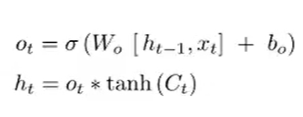 o_t = σ (W_o [h_{t−1}, x_t] + b_o)
h_t = o_t * tanh (C_t)